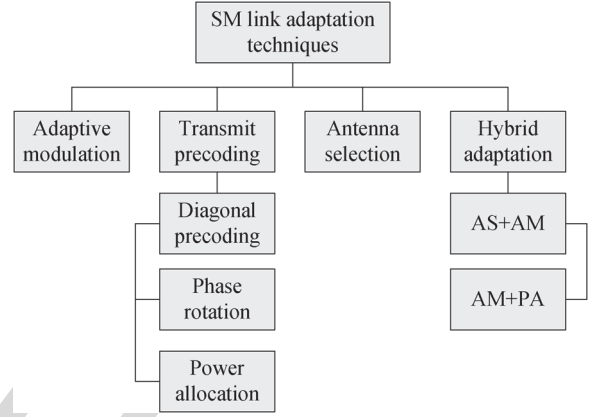 SM link adaptation
techniques
Adaptive
modulation
Transmit
precoding
Antenna
selection
Hybrid
adaptation
Diagonal
precoding
Phase
rotation
Power
allocation
AS+AM
AM+PA